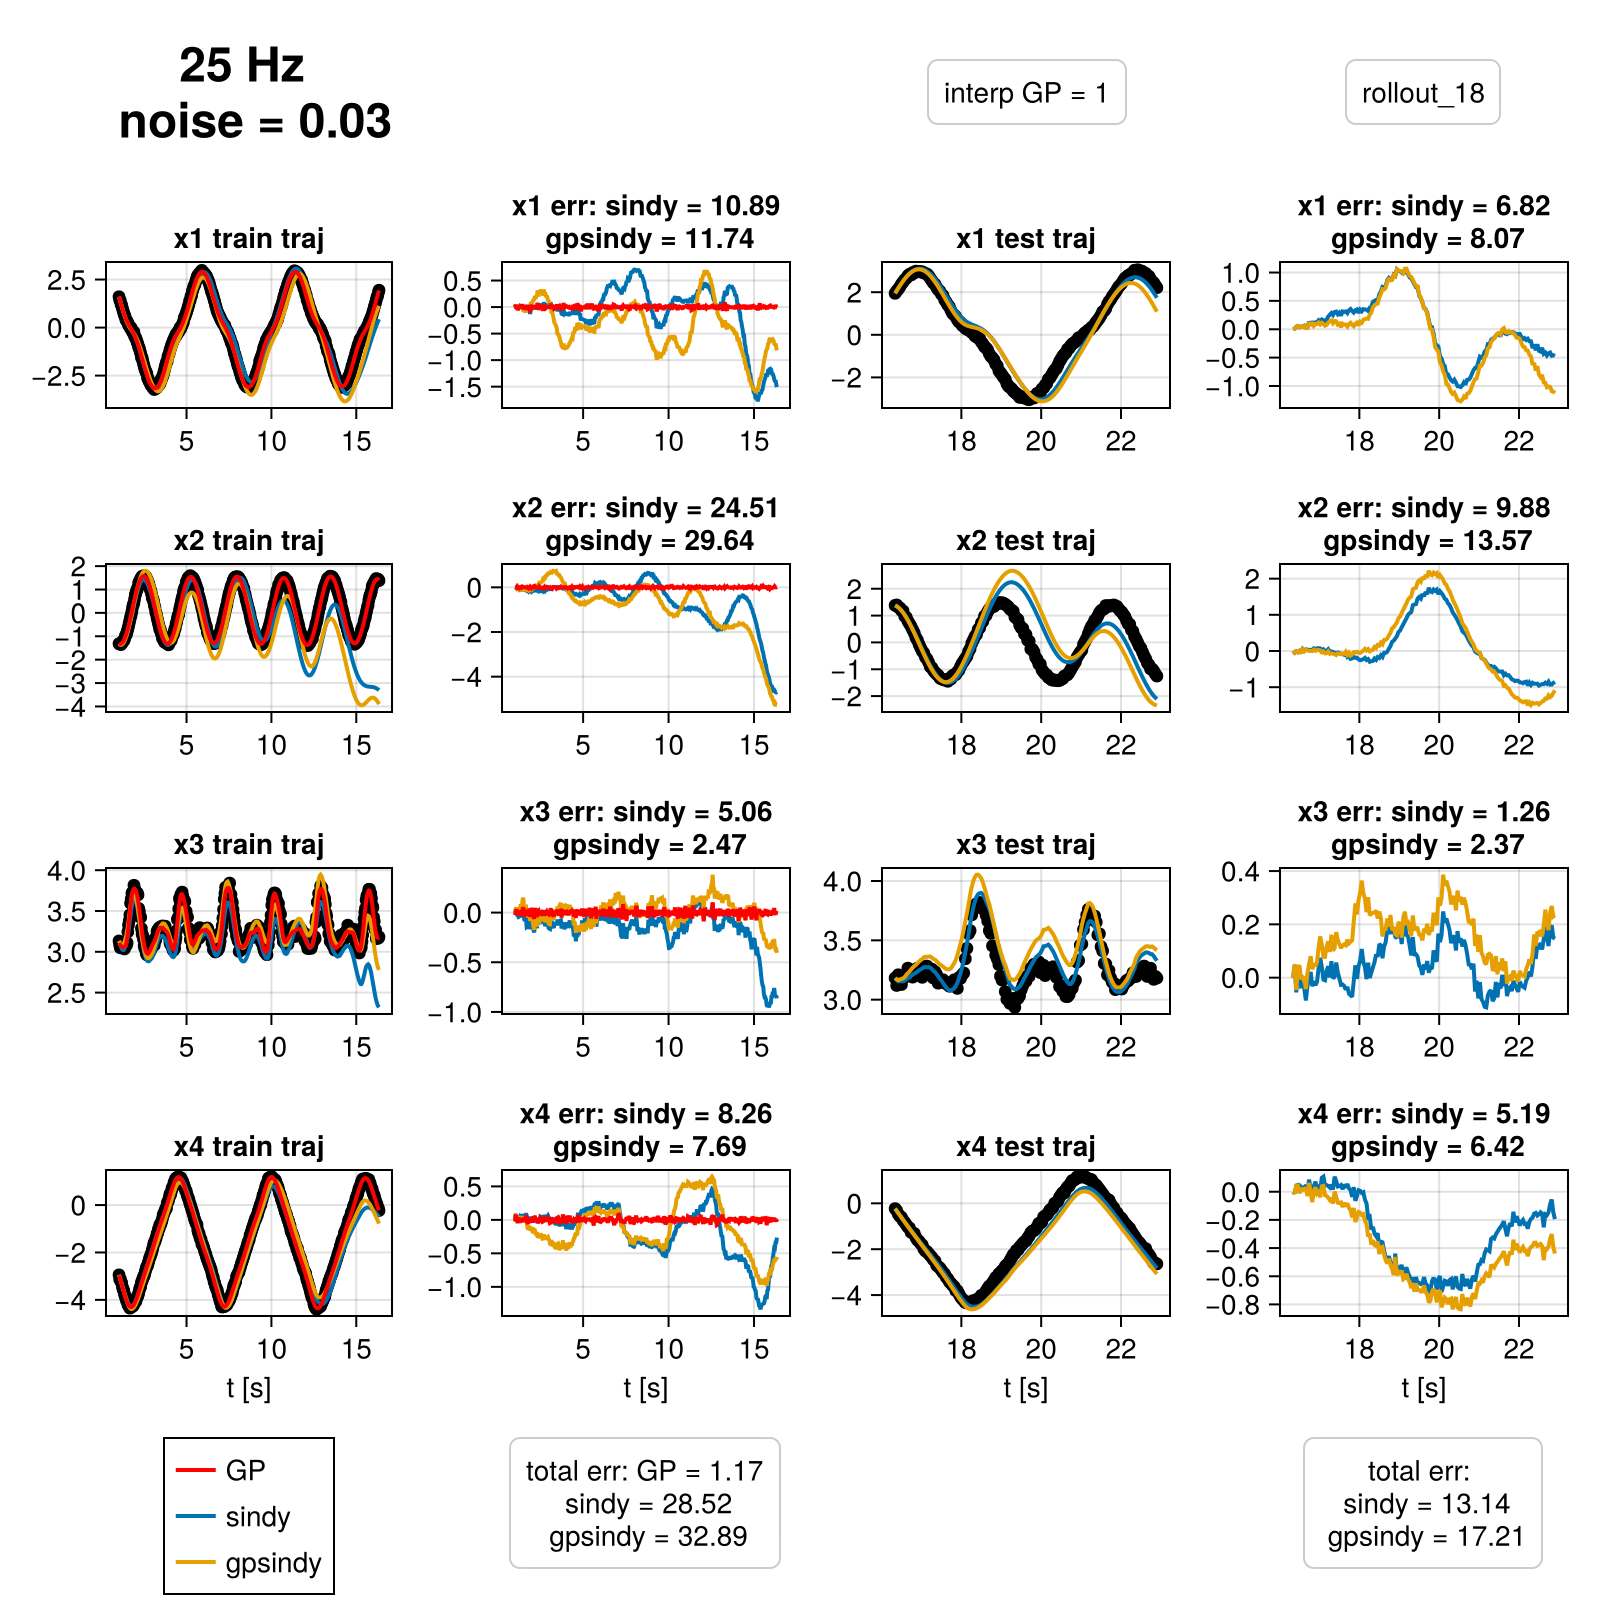 25 Hz
noise = 0.03
interp GP = 1
rollout_18
x1 train traj
2.5
0.0
−2.5
5 10 15
x1 err: sindy = 10.89
gpsindy = 11.74
0.5
0.0
−0.5
−1.0
−1.5
5 10 15
x1 test traj
2
0
−2
18 20 22
x1 err: sindy = 6.82
gpsindy = 8.07
1.0
0.5
0.0
−0.5
−1.0
18 20 22
x2 train traj
2
1
0
−1
−2
−3
−4
5 10 15
x2 err: sindy = 24.51
gpsindy = 29.64
0
−2
−4
5 10 15
x2 test traj
2
1
0
−1
−2
18 20 22
x2 err: sindy = 9.88
gpsindy = 13.57
2
1
0
−1
18 20 22
x3 train traj
4.0
3.5
3.0
2.5
5 10 15
x3 err: sindy = 5.06
gpsindy = 2.47
0.0
−0.5
−1.0
5 10 15
x3 test traj
4.0
3.5
3.0
18 20 22
x3 err: sindy = 1.26
gpsindy = 2.37
0.4
0.2
0.0
18 20 22
x4 train traj
0
−2
−4
5 10 15
t [s]
x4 err: sindy = 8.26
gpsindy = 7.69
0.5
0.0
−0.5
−1.0
5 10 15
t [s]
x4 test traj
0
−2
−4
18 20 22
t [s]
x4 err: sindy = 5.19
gpsindy = 6.42
0.0
−0.2
−0.4
−0.6
−0.8
18 20 22
t [s]
GP
sindy
gpsindy
total err: GP = 1.17
sindy = 28.52
gpsindy = 32.89
total err:
sindy = 13.14
gpsindy = 17.21